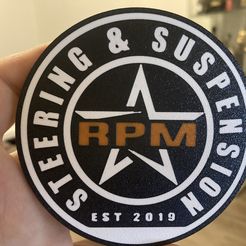 STEERING & SUSPENSION
RPM
EST 2019